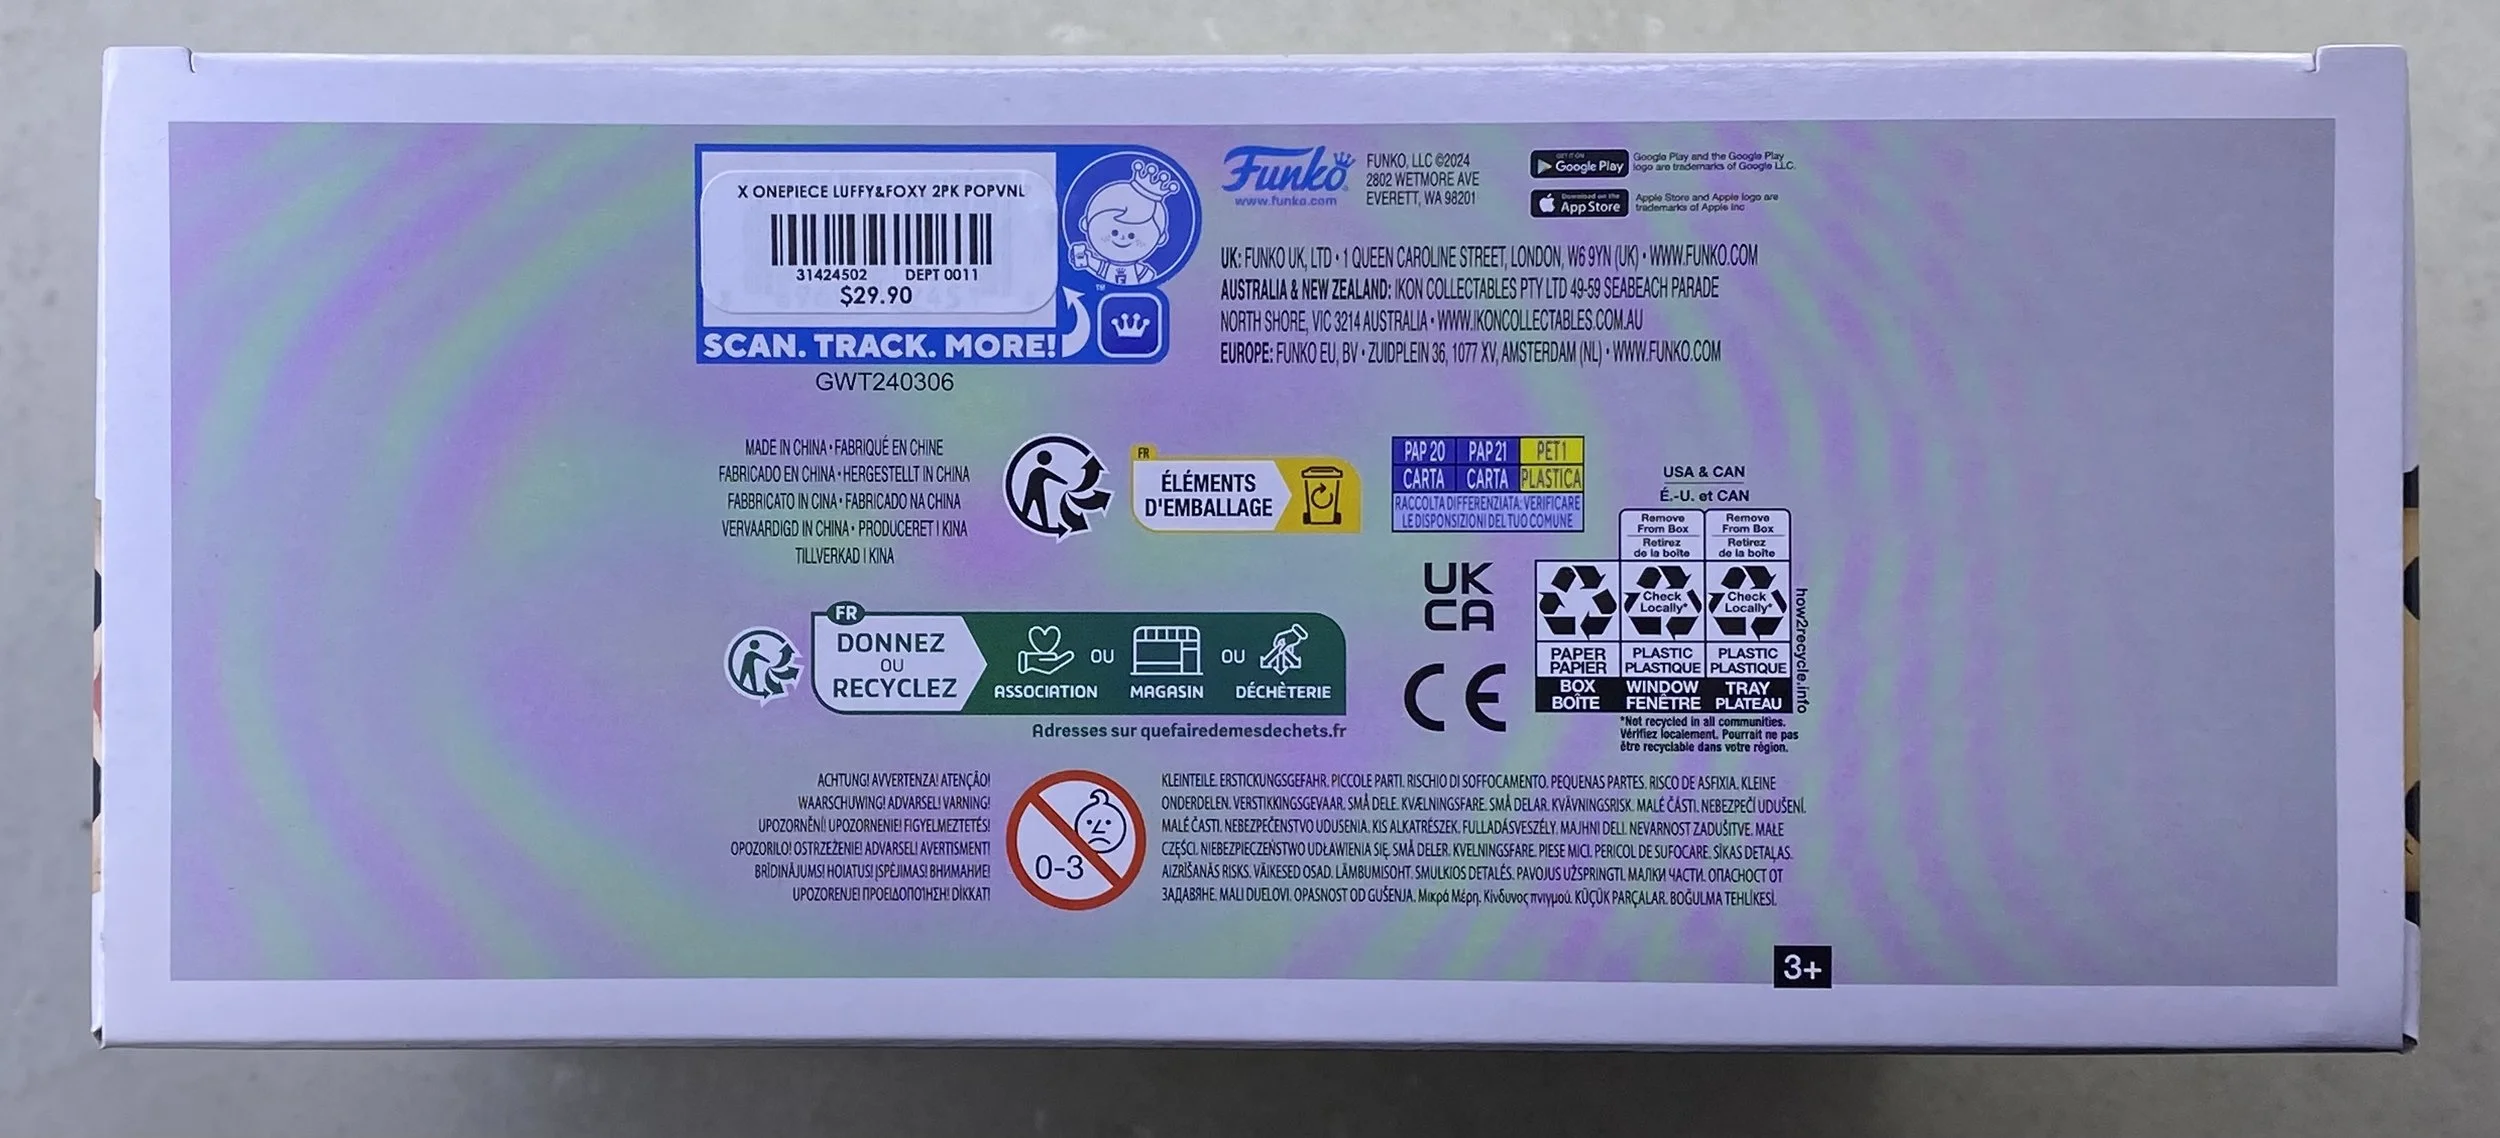 X ONEPIECE LUFFY&FOXY 2PK POPVNL
31424502 DEPT 0011
$29.90
SCAN. TRACK. MORE!
™
GWT240306
Funko
www.funko.com
FUNKO, LLC ©2024
2802 WETMORE AVE
EVERETT, WA 98201
GET IT ON
Google Play
Google Play and the Google Play
logo are trademarks of Google LLC.
Download on the
App Store
Apple Store and Apple logo are
trademarks of Apple Inc
UK: FUNKO UK, LTD • 1 QUEEN CAROLINE STREET, LONDON, W6 9YN (UK) • WWW.FUNKO.COM
AUSTRALIA & NEW ZEALAND: IKON COLLECTABLES PTY LTD 49-59 SEABEACH PARADE
NORTH SHORE, VIC 3214 AUSTRALIA • WWW.IKONCOLLECTABLES.COM.AU
EUROPE: FUNKO EU, BV • ZUIDPLEIN 36, 1077 XV, AMSTERDAM (NL) • WWW.FUNKO.COM
MADE IN CHINA • FABRIQUÉ EN CHINE
FABRICADO EN CHINA • HERGESTELLT IN CHINA
FABBRICATO IN CINA • FABRICADO NA CHINA
VERVAARDIGD IN CHINA • PRODUCERET I KINA
TILLVERKAD I KINA
FR
ÉLÉMENTS
D'EMBALLAGE
PAP 20 PAP 21 PET1
CARTA CARTA PLASTICA
RACCOLTA DIFFERENZIATA: VERIFICARE
LE DISPOSIZIONI DEL TUO COMUNE
USA & CAN
É.-U. et CAN
Remove Remove
From Box From Box
Retirez Retirez
de la boîte de la boîte
Check Check
Locally* Locally*
PAPER PLASTIC PLASTIC
PAPIER PLASTIQUE PLASTIQUE
BOX WINDOW TRAY
BOÎTE FENÊTRE PLATEAU
how2recycle.info
*Not recycled in all communities.
Vérifiez localement. Pourrait ne pas
être recyclable dans votre région.
UK
CA
CE
FR
DONNEZ
OU
RECYCLEZ
ASSOCIATION OU MAGASIN OU DÉCHÈTERIE
Adresses sur quefairedemesdechets.fr
ACHTUNG! AVVERTENZA! ATENÇÃO!
WAARSCHUWING! ADVARSEL! VARNING!
UPOZORNĚNÍ! UPOZORNENIE! FIGYELMEZTETÉS!
OPOZORILO! OSTRZEŻENIE! ADVARSEL! AVERTISMENT!
BRĪDINĀJUMS! HOIATUS! ĮSPĖJIMAS! ВНИМАНИЕ!
UPOZORENJE! ΠΡΟΕΙΔΟΠΟΊΗΣΗ! DİKKAT!
0-3
KLEINTEILE. ERSTICKUNGSGEFAHR. PICCOLE PARTI. RISCHIO DI SOFFOCAMENTO. PEQUENAS PARTES. RISCO DE ASFIXIA. KLEINE
ONDERDELEN. VERSTIKKINGSGEVAAR. SMÅ DELE. KVÆLNINGSFARE. SMÅ DELAR. KVÄVNINGSRISK. MALÉ ČÁSTI. NEBEZPEČÍ UDUŠENÍ.
MALÉ ČASTI. NEBEZPEČENSTVO UDUSENIA. KIS ALKATRÉSZEK. FULLADÁSVESZÉLY. MAJHNI DELI. NEVARNOST ZADUŠITVE. MAŁE
CZĘŚCI. NIEBEZPIECZEŃSTWO UDŁAWIENIA SIĘ. SMÅ DELER. KVELNINGSFARE. PIESE MICI. PERICOL DE SUFOCARE. SĪKAS DETAĻAS.
AIZRĪŠANĀS RISKS. VÄIKESED OSAD. LÄMBUMISOHT. SMULKIOS DETALĖS. PAVOJUS UŽSPRINGTI. МАЛКИ ЧАСТИ. ОПАСНОСТ ОТ
ЗАДАВЯНЕ. MALI DIJELOVI. OPASNOST OD GUŠENJA. Μικρά Μέρη. Κίνδυνος πνιγμού. KÜÇÜK PARÇALAR. BOĞULMA TEHLİKESİ.
3+